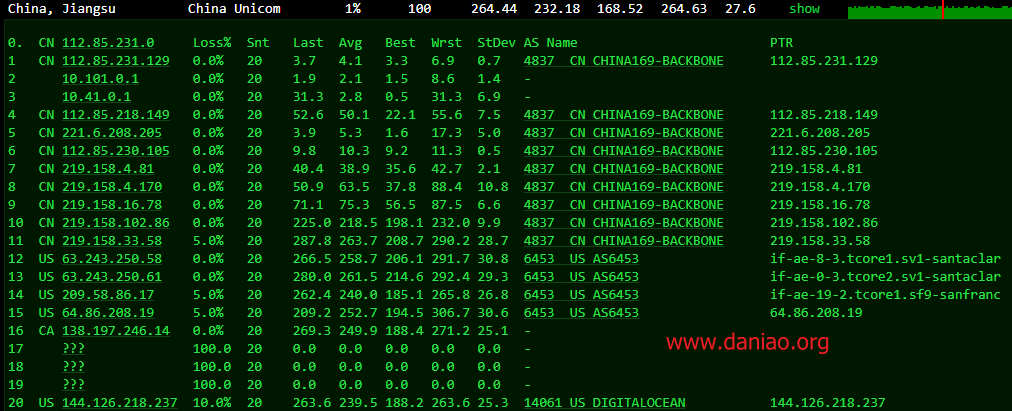 China, Jiangsu China Unicom 1% 100 264.44 232.18 168.52 264.63 27.6 show
0. CN 112.85.231.0 Loss% Snt Last Avg Best Wrst StDev AS Name PTR
1 CN 112.85.231.129 0.0% 20 3.7 4.1 3.3 6.9 0.7 4837 CN CHINA169-BACKBONE 112.85.231.129
2 10.101.0.1 0.0% 20 1.9 2.1 1.5 8.6 1.4 -
3 10.41.0.1 0.0% 20 31.3 2.8 0.5 31.3 6.9 -
4 CN 112.85.218.149 0.0% 20 52.6 50.1 22.1 55.6 7.5 4837 CN CHINA169-BACKBONE 112.85.218.149
5 CN 221.6.208.205 0.0% 20 3.9 5.3 1.6 17.3 5.0 4837 CN CHINA169-BACKBONE 221.6.208.205
6 CN 112.85.230.105 0.0% 20 9.8 10.3 9.2 11.3 0.5 4837 CN CHINA169-BACKBONE 112.85.230.105
7 CN 219.158.4.81 0.0% 20 40.4 38.9 35.6 42.7 2.1 4837 CN CHINA169-BACKBONE 219.158.4.81
8 CN 219.158.4.170 0.0% 20 50.9 63.5 37.8 88.4 10.8 4837 CN CHINA169-BACKBONE 219.158.4.170
9 CN 219.158.16.78 0.0% 20 71.1 75.3 56.5 87.5 6.6 4837 CN CHINA169-BACKBONE 219.158.16.78
10 CN 219.158.102.86 0.0% 20 225.0 218.5 198.1 232.0 9.9 4837 CN CHINA169-BACKBONE 219.158.102.86
11 CN 219.158.33.58 5.0% 20 287.8 263.7 208.7 290.2 28.7 4837 CN CHINA169-BACKBONE 219.158.33.58
12 US 63.243.250.58 0.0% 20 266.5 258.7 206.1 291.7 30.8 6453 US AS6453 if-ae-8-3.tcore1.sv1-santaclar
13 US 63.243.250.61 0.0% 20 280.0 261.5 214.6 292.4 29.3 6453 US AS6453 if-ae-0-3.tcore2.sv1-santaclar
14 US 209.58.86.17 5.0% 20 262.4 240.0 185.1 265.8 26.8 6453 US AS6453 if-ae-19-2.tcore1.sf9-sanfranc
15 US 64.86.208.19 5.0% 20 209.2 252.7 194.5 306.7 30.6 6453 US AS6453 64.86.208.19
16 CA 138.197.246.14 0.0% 20 269.3 249.9 188.4 271.2 25.1 -
17 ??? 100.0 20 0.0 0.0 0.0 0.0 0.0 -
18 ??? 100.0 20 0.0 0.0 0.0 0.0 0.0 -
19 ??? 100.0 20 0.0 0.0 0.0 0.0 0.0 -
20 US 144.126.218.237 10.0% 20 263.6 239.5 188.2 263.6 25.3 14061 US DIGITALOCEAN 144.126.218.237
www.daniao.org